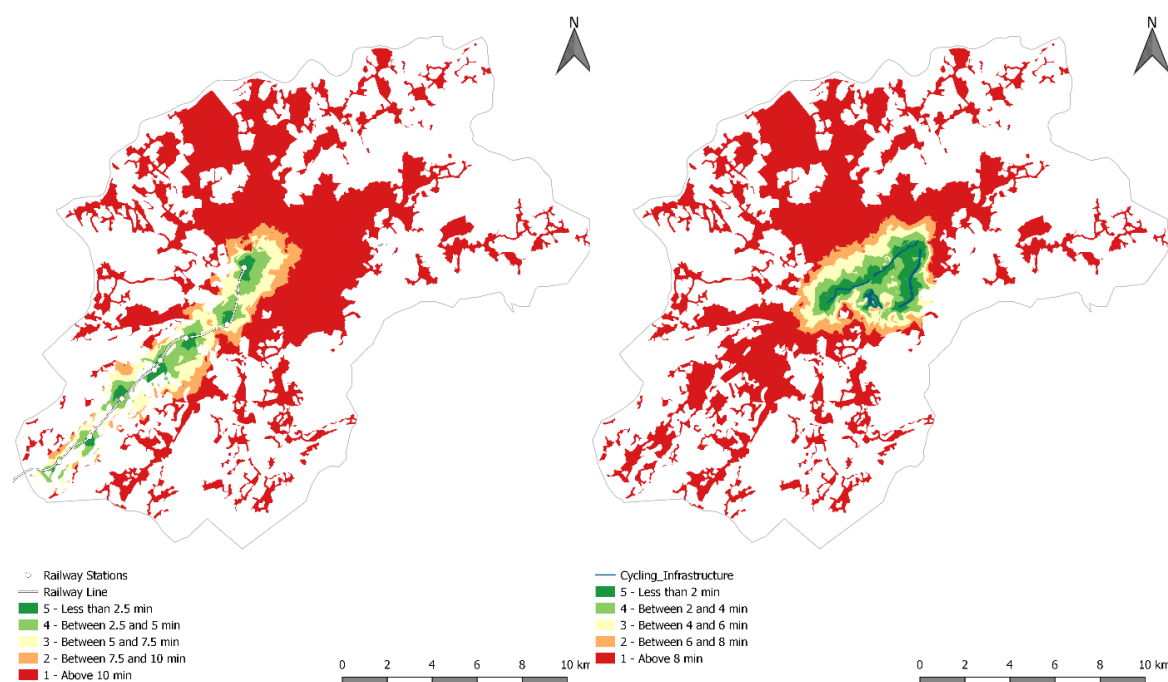 N
N
Railway Stations
Railway Line
5 - Less than 2.5 min
4 - Between 2.5 and 5 min
3 - Between 5 and 7.5 min
2 - Between 7.5 and 10 min
1 - Above 10 min
0 2 4 6 8 10 km
Cycling_Infrastructure
5 - Less than 2 min
4 - Between 2 and 4 min
3 - Between 4 and 6 min
2 - Between 6 and 8 min
1 - Above 8 min
0 2 4 6 8 10 km